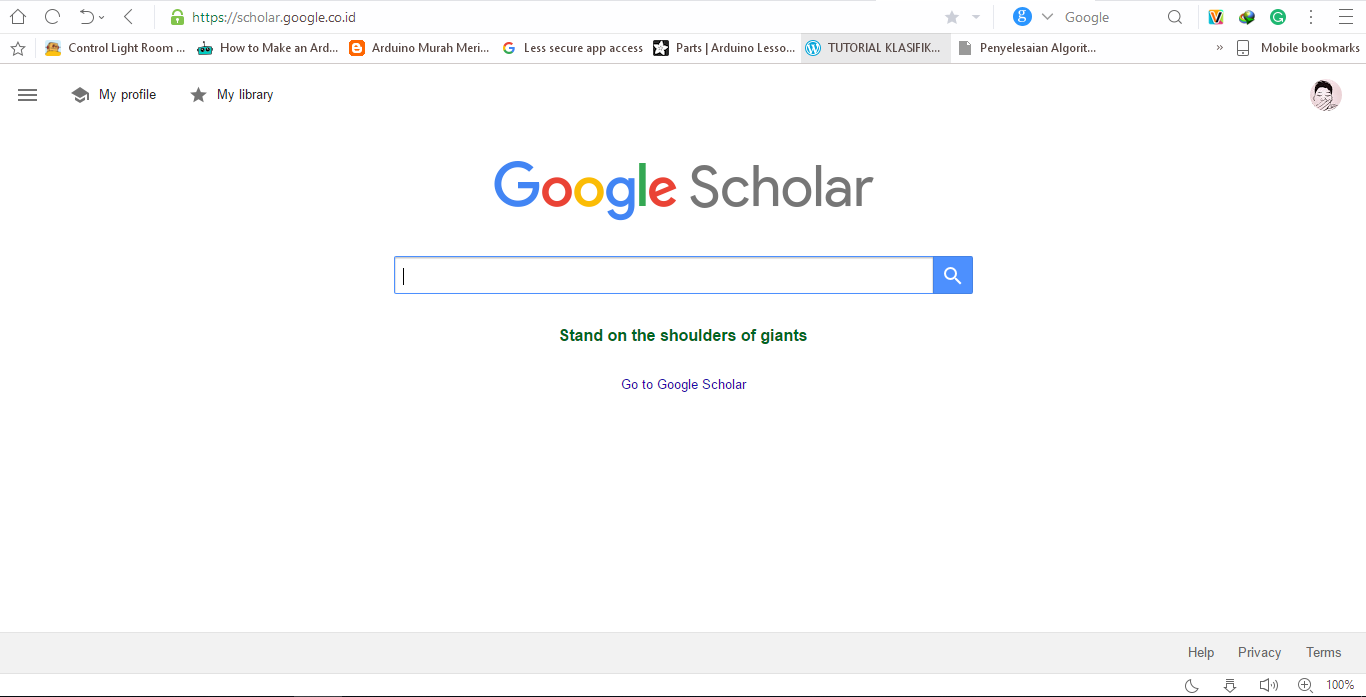 https://scholar.google.co.id
Google
Control Light Room ...
How to Make an Ard...
Arduino Murah Meri...
Less secure app access
Parts | Arduino Lesso...
TUTORIAL KLASIFIK...
Penyelesaian Algorit...
»
Mobile bookmarks
My profile
My library
Google Scholar
Stand on the shoulders of giants
Go to Google Scholar
Help
Privacy
Terms
100%